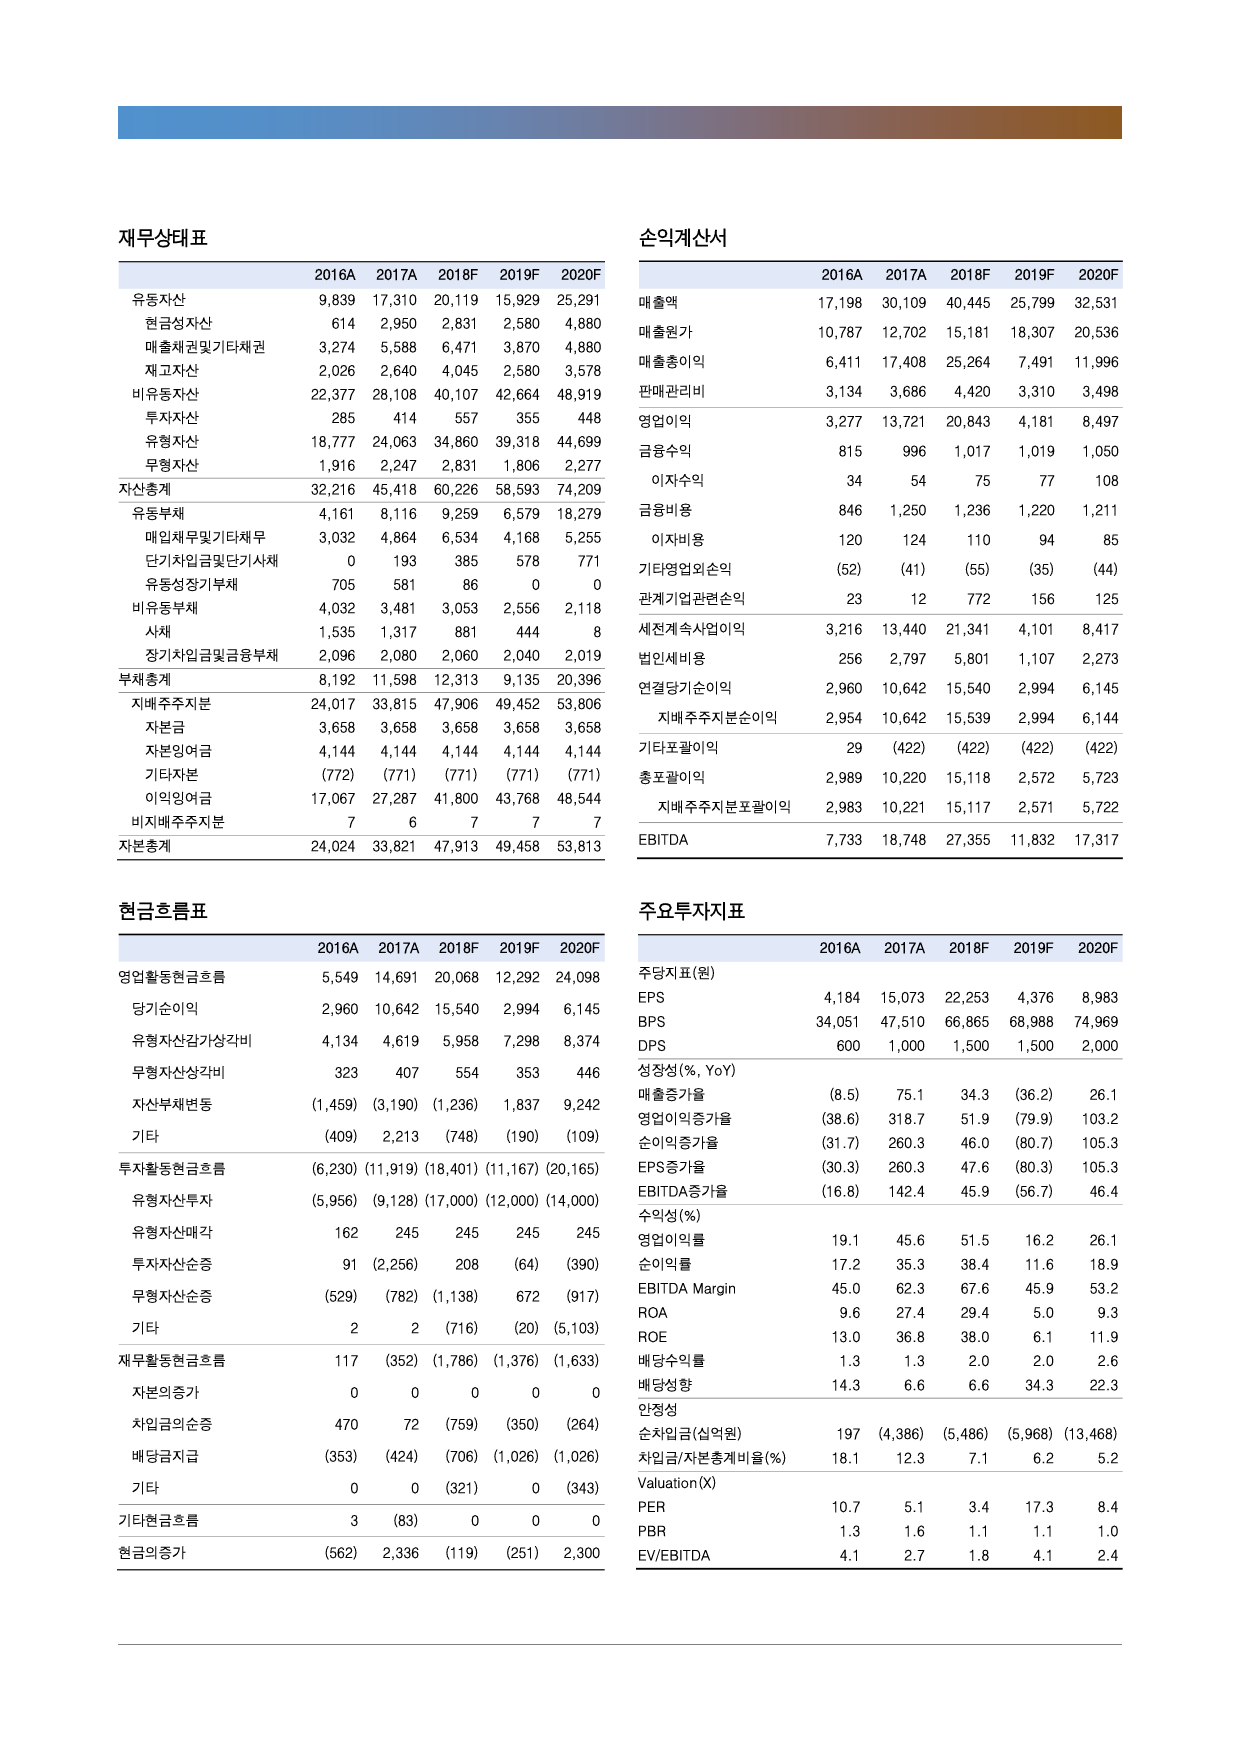 재무상태표
2016A 2017A 2018F 2019F 2020F
유동자산 9,839 17,310 20,119 15,929 25,291
현금성자산 614 2,950 2,831 2,580 4,880
매출채권및기타채권 3,274 5,588 6,471 3,870 4,880
재고자산 2,026 2,640 4,045 2,580 3,578
비유동자산 22,377 28,108 40,107 42,664 48,919
투자자산 285 414 557 355 448
유형자산 18,777 24,063 34,860 39,318 44,699
무형자산 1,916 2,247 2,831 1,806 2,277
자산총계 32,216 45,418 60,226 58,593 74,209
유동부채 4,161 8,116 9,259 6,579 18,279
매입채무및기타채무 3,032 4,864 6,534 4,168 5,255
단기차입금및단기사채 0 193 385 578 771
유동성장기부채 705 581 86 0 0
비유동부채 4,032 3,481 3,053 2,556 2,118
사채 1,535 1,317 881 444 8
장기차입금및금융부채 2,096 2,080 2,060 2,040 2,019
부채총계 8,192 11,598 12,313 9,135 20,396
지배주주지분 24,017 33,815 47,906 49,452 53,806
자본금 3,658 3,658 3,658 3,658 3,658
자본잉여금 4,144 4,144 4,144 4,144 4,144
기타자본 (772) (771) (771) (771) (771)
이익잉여금 17,067 27,287 41,800 43,768 48,544
비지배주주지분 7 6 7 7 7
자본총계 24,024 33,821 47,913 49,458 53,813
손익계산서
2016A 2017A 2018F 2019F 2020F
매출액 17,198 30,109 40,445 25,799 32,531
매출원가 10,787 12,702 15,181 18,307 20,536
매출총이익 6,411 17,408 25,264 7,491 11,996
판매관리비 3,134 3,686 4,420 3,310 3,498
영업이익 3,277 13,721 20,843 4,181 8,497
금융수익 815 996 1,017 1,019 1,050
이자수익 34 54 75 77 108
금융비용 846 1,250 1,236 1,220 1,211
이자비용 120 124 110 94 85
기타영업외손익 (52) (41) (55) (35) (44)
관계기업관련손익 23 12 772 156 125
세전계속사업이익 3,216 13,440 21,341 4,101 8,417
법인세비용 256 2,797 5,801 1,107 2,273
연결당기순이익 2,960 10,642 15,540 2,994 6,145
지배주주지분순이익 2,954 10,642 15,539 2,994 6,144
기타포괄이익 29 (422) (422) (422) (422)
총포괄이익 2,989 10,220 15,118 2,572 5,723
지배주주지분포괄이익 2,983 10,221 15,117 2,571 5,722
EBITDA 7,733 18,748 27,355 11,832 17,317
현금흐름표
2016A 2017A 2018F 2019F 2020F
영업활동현금흐름 5,549 14,691 20,068 12,292 24,098
당기순이익 2,960 10,642 15,540 2,994 6,145
유형자산감가상각비 4,134 4,619 5,958 7,298 8,374
무형자산상각비 323 407 554 353 446
자산부채변동 (1,459) (3,190) (1,236) 1,837 9,242
기타 (409) 2,213 (748) (190) (109)
투자활동현금흐름 (6,230) (11,919) (18,401) (11,167) (20,165)
유형자산투자 (5,956) (9,128) (17,000) (12,000) (14,000)
유형자산매각 162 245 245 245 245
투자자산순증 91 (2,256) 208 (64) (390)
무형자산순증 (529) (782) (1,138) 672 (917)
기타 2 2 (716) (20) (5,103)
재무활동현금흐름 117 (352) (1,786) (1,376) (1,633)
자본의증가 0 0 0 0 0
차입금의순증 470 72 (759) (350) (264)
배당금지급 (353) (424) (706) (1,026) (1,026)
기타 0 0 (321) 0 (343)
기타현금흐름 3 (83) 0 0 0
현금의증가 (562) 2,336 (119) (251) 2,300
주요투자지표
2016A 2017A 2018F 2019F 2020F
주당지표(원)
EPS 4,184 15,073 22,253 4,376 8,983
BPS 34,051 47,510 66,865 68,988 74,969
DPS 600 1,000 1,500 1,500 2,000
성장성(%, YoY)
매출증가율 (8.5) 75.1 34.3 (36.2) 26.1
영업이익증가율 (38.6) 318.7 51.9 (79.9) 103.2
순이익증가율 (31.7) 260.3 46.0 (80.7) 105.3
EPS증가율 (30.3) 260.3 47.6 (80.3) 105.3
EBITDA증가율 (16.8) 142.4 45.9 (56.7) 46.4
수익성(%)
영업이익률 19.1 45.6 51.5 16.2 26.1
순이익률 17.2 35.3 38.4 11.6 18.9
EBITDA Margin 45.0 62.3 67.6 45.9 53.2
ROA 9.6 27.4 29.4 5.0 9.3
ROE 13.0 36.8 38.0 6.1 11.9
배당수익률 1.3 1.3 2.0 2.0 2.6
배당성향 14.3 6.6 6.6 34.3 22.3
안정성
순차입금(십억원) 197 (4,386) (5,486) (5,968) (13,468)
차입금/자본총계비율(%) 18.1 12.3 7.1 6.2 5.2
Valuation(X)
PER 10.7 5.1 3.4 17.3 8.4
PBR 1.3 1.6 1.1 1.1 1.0
EV/EBITDA 4.1 2.7 1.8 4.1 2.4